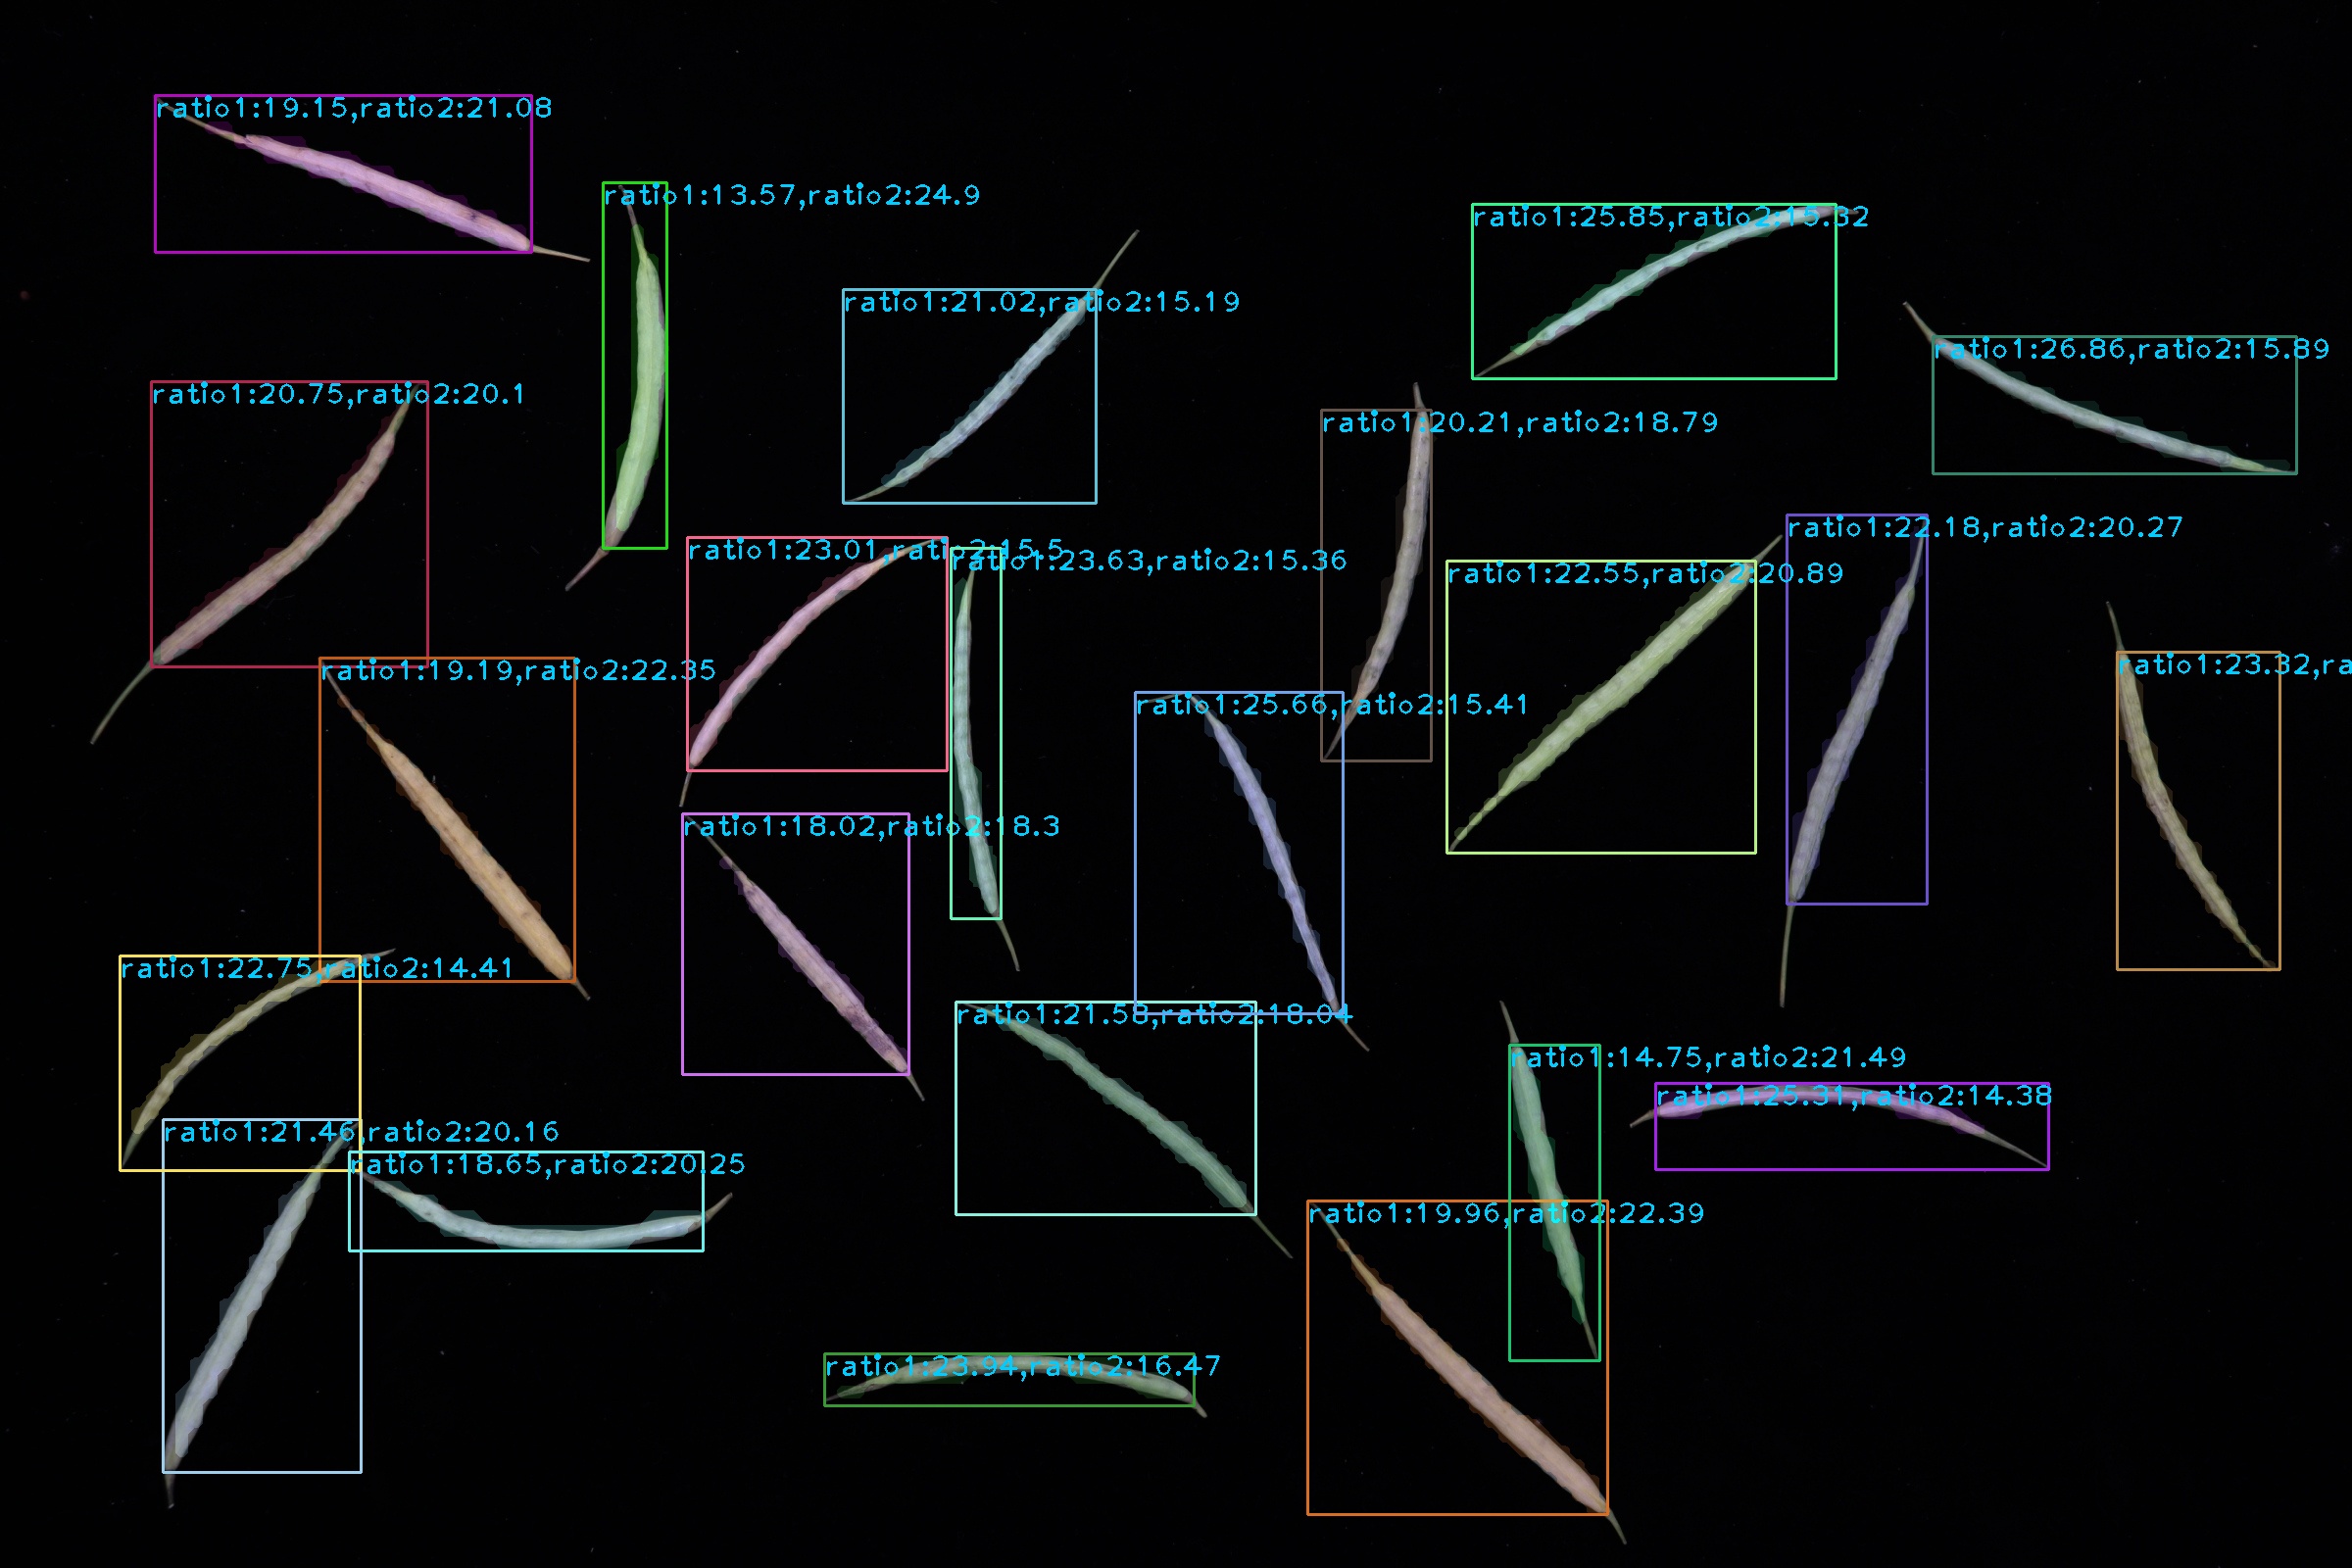 ratio1:19.15,ratio2:21.08
ratio1:13.57,ratio2:24.9
ratio1:25.85,ratio2:15.32
ratio1:21.02,ratio2:15.19
ratio1:26.86,ratio2:15.89
ratio1:20.75,ratio2:20.1
ratio1:20.21,ratio2:18.79
ratio1:22.18,ratio2:20.27
ratio1:23.01,ratio2:15.5
ratio1:23.63,ratio2:15.36
ratio1:22.55,ratio2:20.89
ratio1:23.32,ra
ratio1:19.19,ratio2:22.35
ratio1:25.66,ratio2:15.41
ratio1:18.02,ratio2:18.3
ratio1:22.75,ratio2:14.41
ratio1:21.58,ratio2:18.04
ratio1:14.75,ratio2:21.49
ratio1:25.31,ratio2:14.38
ratio1:21.46,ratio2:20.16
ratio1:18.65,ratio2:20.25
ratio1:19.96,ratio2:22.39
ratio1:23.94,ratio2:16.47